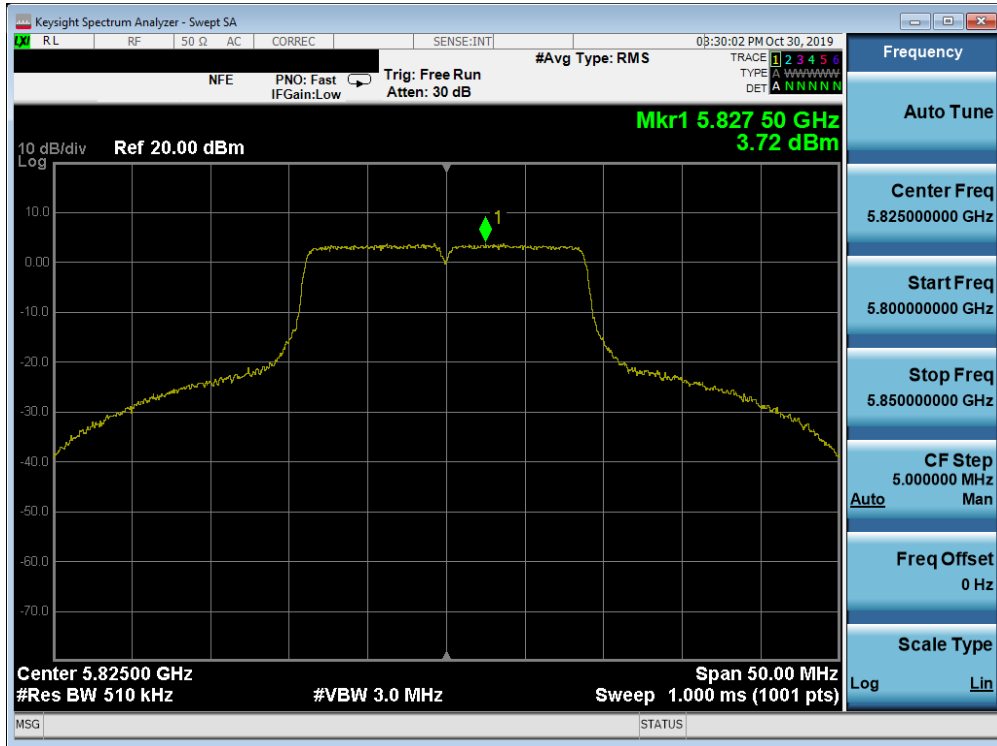 Keysight Spectrum Analyzer - Swept SA
LXI RL RF 50 Ω AC CORREC SENSE:INT 03:30:02 PM Oct 30, 2019
#Avg Type: RMS TRACE 1 2 3 4 5 6
NFE PNO: Fast Trig: Free Run TYPE A WWWWW
IFGain:Low Atten: 30 dB DET A N N N N N
Mkr1 5.827 50 GHz
10 dB/div Ref 20.00 dBm 3.72 dBm
Log
10.0
1
0.00
-10.0
-20.0
-30.0
-40.0
-50.0
-60.0
-70.0
Center 5.82500 GHz Span 50.00 MHz
#Res BW 510 kHz #VBW 3.0 MHz Sweep 1.000 ms (1001 pts)
MSG STATUS
Frequency
Auto Tune
Center Freq
5.825000000 GHz
Start Freq
5.800000000 GHz
Stop Freq
5.850000000 GHz
CF Step
5.000000 MHz
Auto Man
Freq Offset
0 Hz
Scale Type
Log Lin